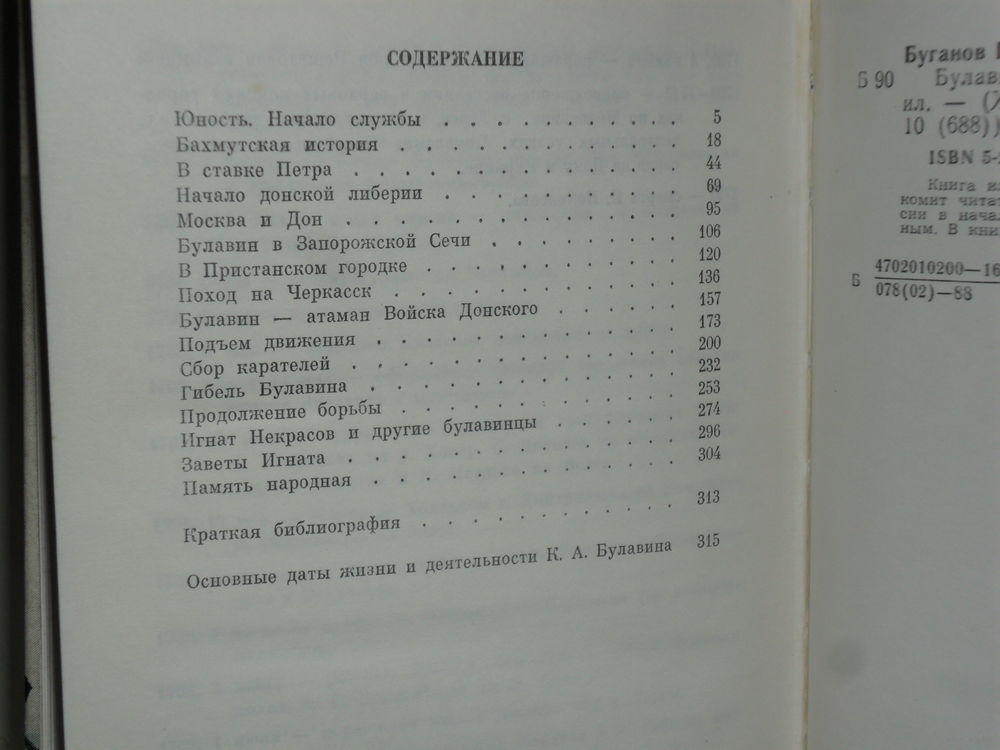 СОДЕРЖАНИЕ
Юность. Начало службы . . . . . . . . . . 5
Бахмутская история . . . . . . . . . . . 18
В ставке Петра . . . . . . . . . . . . . 44
Начало донской либерии . . . . . . . . . 69
Москва и Дон . . . . . . . . . . . . . 95
Булавин в Запорожской Сечи . . . . . . . . 106
В Пристанском городке . . . . . . . . . . 120
Поход на Черкасск . . . . . . . . . . . 136
Булавин — атаман Войска Донского . . . . . 157
Подъем движения . . . . . . . . . . . . 173
Сбор карателей . . . . . . . . . . . . . 200
Гибель Булавина . . . . . . . . . . . . 232
Продолжение борьбы . . . . . . . . . . . 253
Игнат Некрасов и другие булавинцы . . . . . 274
Заветы Игната . . . . . . . . . . . . . 296
Память народная . . . . . . . . . . . . 304
Краткая библиография . . . . . . . . . . 313
Основные даты жизни и деятельности К. А. Булавина 315
Буганов
Б 90 Булав
ил. — (
10 (688))
ISBN 5-
Книга
комит читат
сии в нача
ным. В кни
Б 4702010200—16
078(02)—88